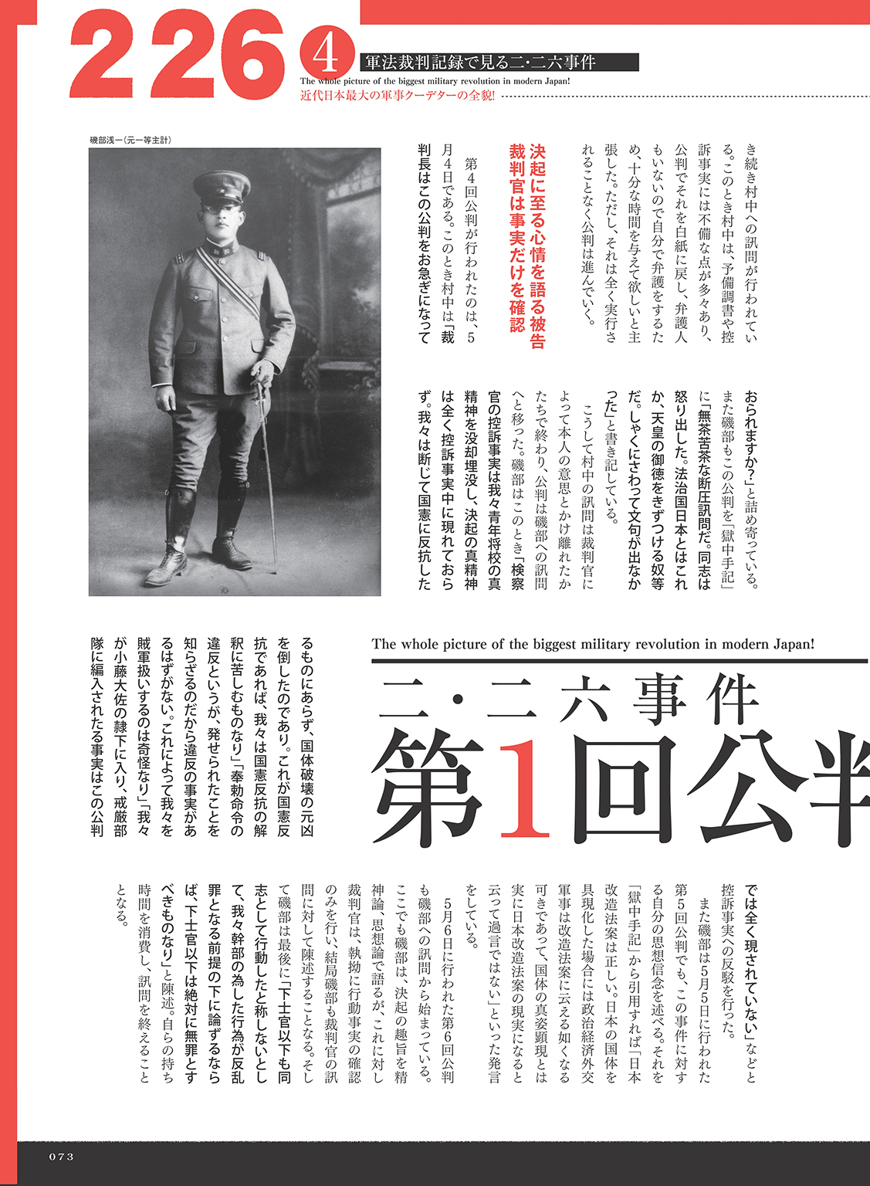 226
4
軍法裁判記録で見る二・二六事件
The whole picture of the biggest military revolution in modern Japan!
近代日本最大の軍事クーデターの全貌!
磯部浅一(元一等主計)
き続き村中への訊問が行われてい
る。このとき村中は、予備調書や控
訴事実には不備な点が多々あり、
公判でそれを白紙に戻し、弁護人
もいないので自分で弁護をするた
め、十分な時間を与えて欲しいと主
張した。ただし、それは全く実行さ
れることなく公判は進んでいく。
決起に至る心情を語る被告
裁判官は事実だけを確認
第4回公判が行われたのは、5
月4日である。このとき村中は「裁
判長はこの公判をお急ぎになって
おられますか?」と詰め寄っている。
また磯部もこの公判を「獄中手記」
に「無茶苦茶な断圧訊問だ。同志は
怒り出した。法治国日本とはこれ
か、天皇の御徳をきずつける奴等
だ。しゃくにさわって文句が出なか
った」と書き記している。
こうして村中の訊問は裁判官に
よって本人の意思とかけ離れたか
たちで終わり、公判は磯部への訊問
へと移った。磯部はこのとき「検察
官の控訴事実は我々青年将校の真
精神を没却埋没し、決起の真精神
は全く控訴事実中に現れておら
ず。我々は断じて国憲に反抗した
The whole picture of the biggest military revolution in modern Japan!
二・二六事件
第1回公判
るものにあらず、国体破壊の元凶
を倒したのであり。これが国憲反
抗であれば、我々は国憲反抗の解
釈に苦しむものなり」「奉勅命令の
違反というが、発せられたことを
知らざるのだから違反の事実があ
るはずがない。これによって我々を
賊軍扱いするのは奇怪なり」「我々
が小藤大佐の隷下に入り、戒厳部
隊に編入されたる事実はこの公判
では全く現されていない」などと
控訴事実への反駁を行った。
また磯部は5月5日に行われた
第5回公判でも、この事件に対す
る自分の思想信念を述べる。それを
「獄中手記」から引用すれば「日本
改造法案は正しい。日本の国体を
具現化した場合には政治経済外交
軍事は改造法案に云える如くなる
可きであって、国体の真姿顕現とは
実に日本改造法案の現実になると
云って過言ではない」といった発言
をしている。
5月6日に行われた第6回公判
も磯部への訊問から始まっている。
ここでも磯部は、決起の趣旨を精
神論、思想論で語るが、これに対し
裁判官は、執拗に行動事実の確認
のみを行い、結局磯部も裁判官の訊
問に対して陳述することとなる。そし
て磯部は最後に「下士官以下も同
志として行動したと称しないとし
て、我々幹部の為した行為が反乱
罪となる前提の下に論ずるなら
ば、下士官以下は絶対に無罪とす
べきものなり」と陳述。自らの持ち
時間を消費し、訊問を終えること
となる。
073